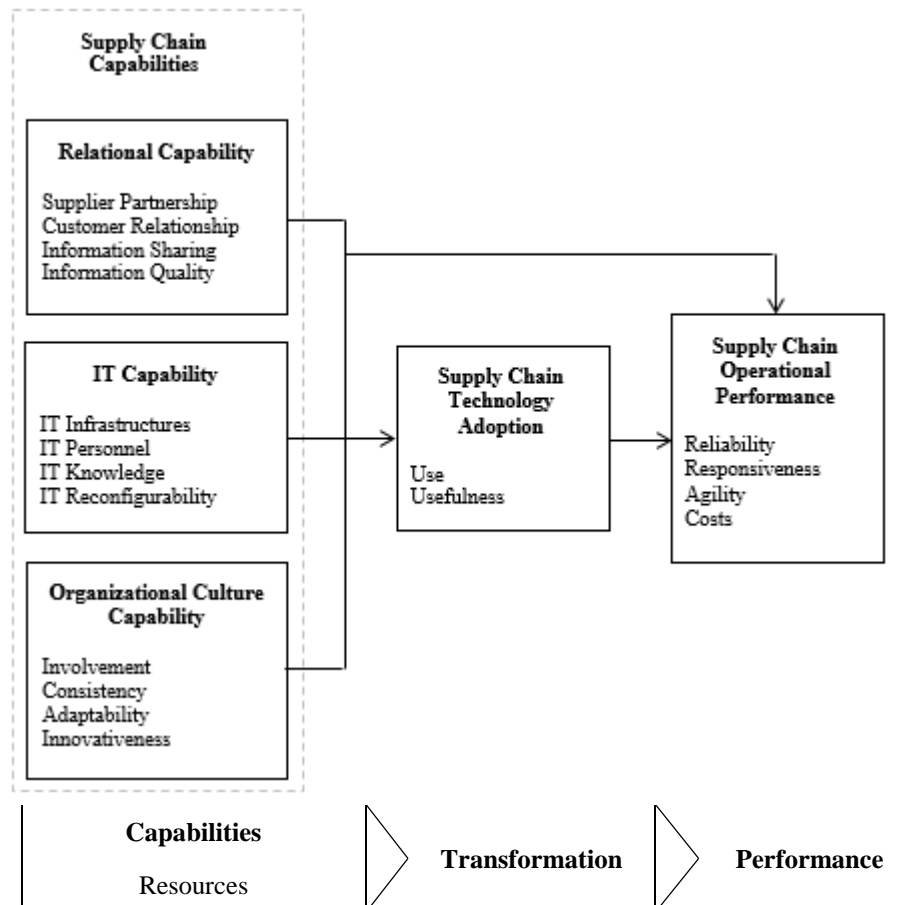 Supply Chain
Capabilities
Relational Capability
Supplier Partnership
Customer Relationship
Information Sharing
Information Quality
IT Capability
IT Infrastructures
IT Personnel
IT Knowledge
IT Reconfigurability
Organizational Culture
Capability
Involvement
Consistency
Adaptability
Innovativeness
Supply Chain
Technology
Adoption
Use
Usefulness
Supply Chain
Operational
Performance
Reliability
Responsiveness
Agility
Costs
Capabilities
Resources
Transformation
Performance